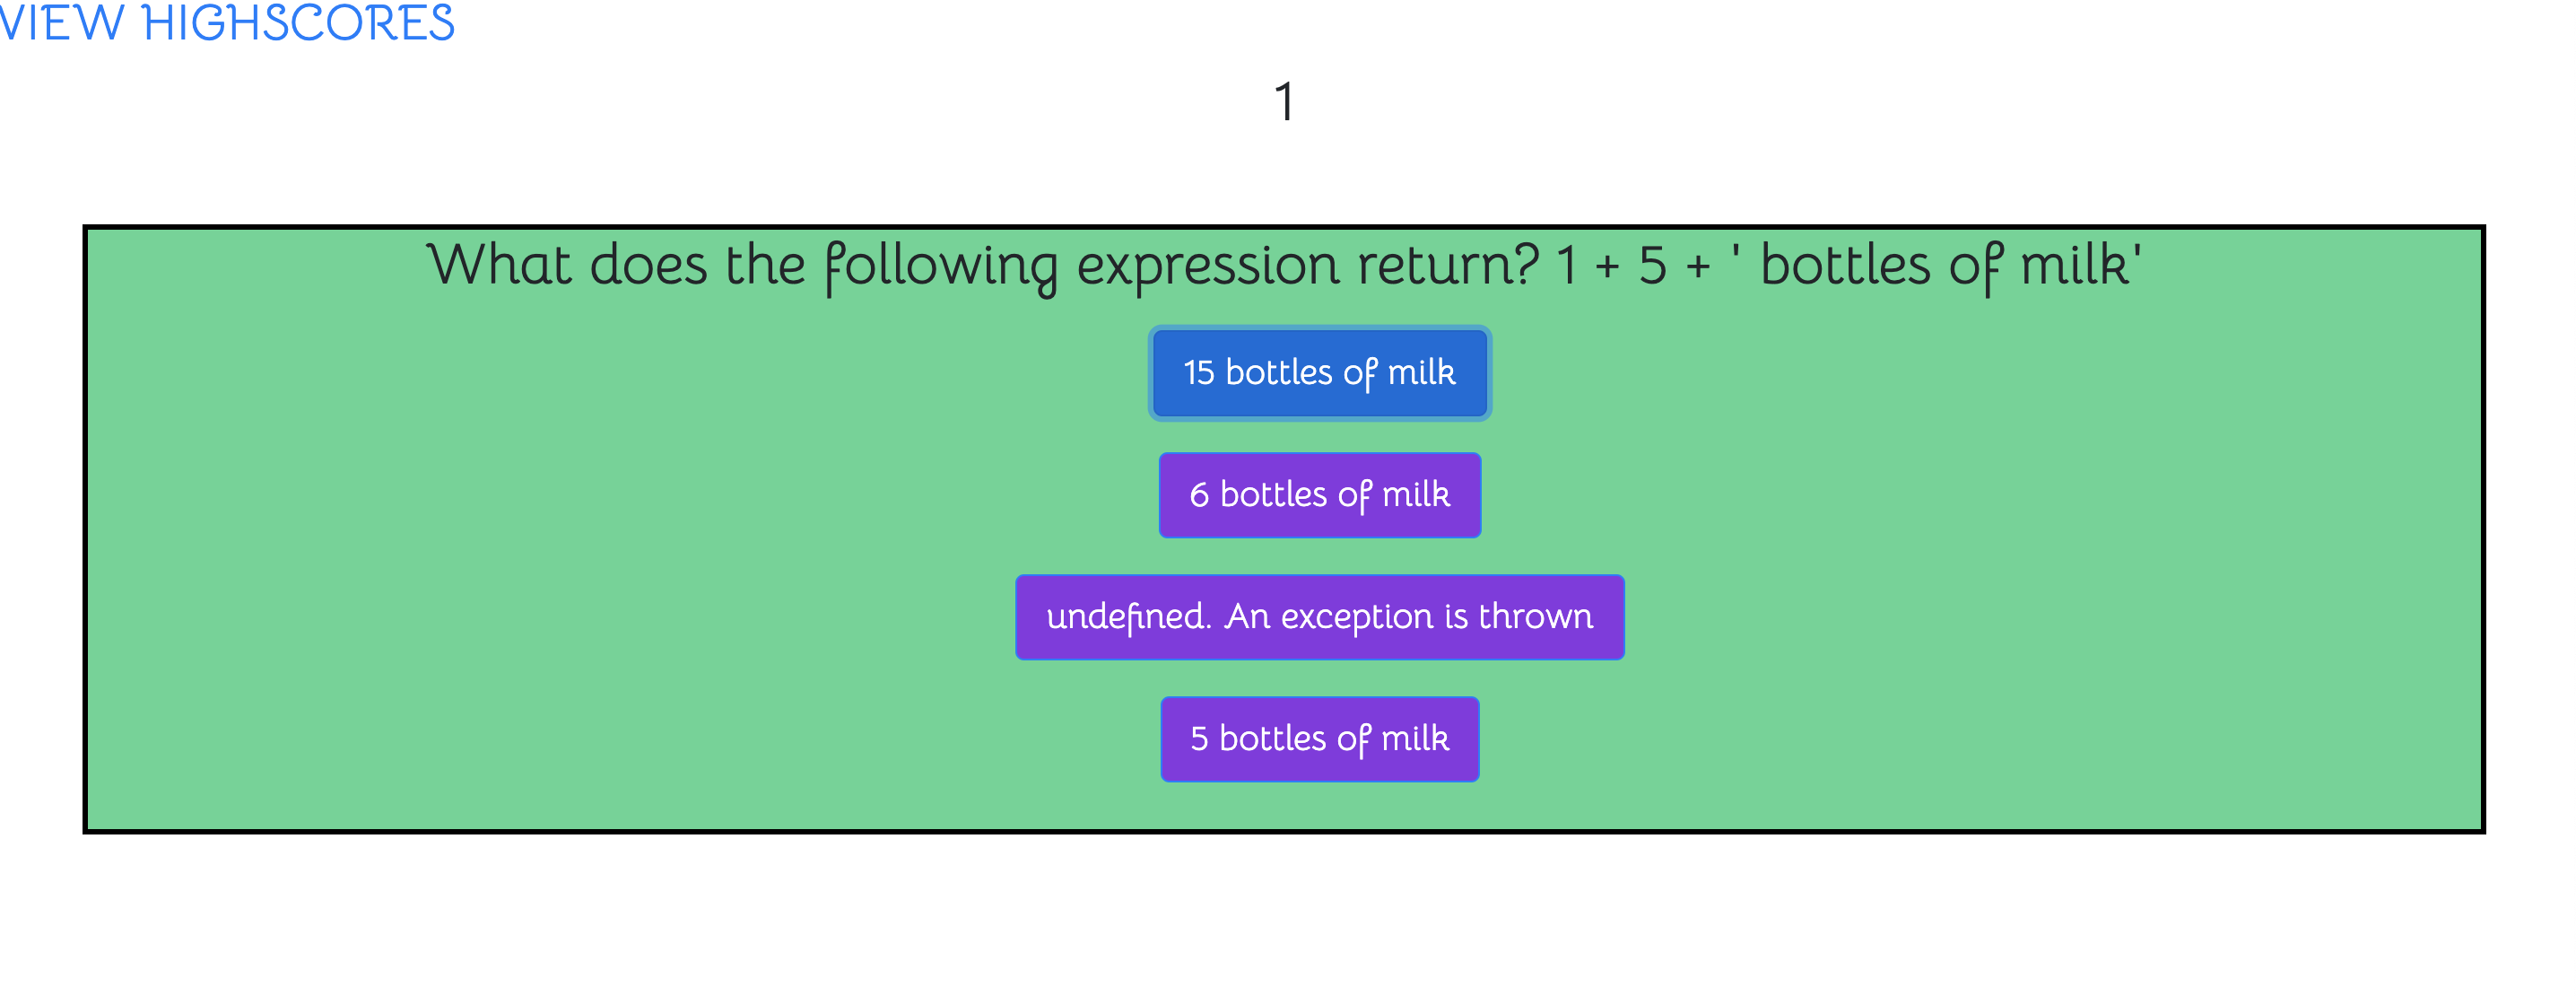 VIEW HIGHSCORES
1
What does the following expression return? 1 + 5 + ' bottles of milk'
15 bottles of milk
6 bottles of milk
undefined. An exception is thrown
5 bottles of milk